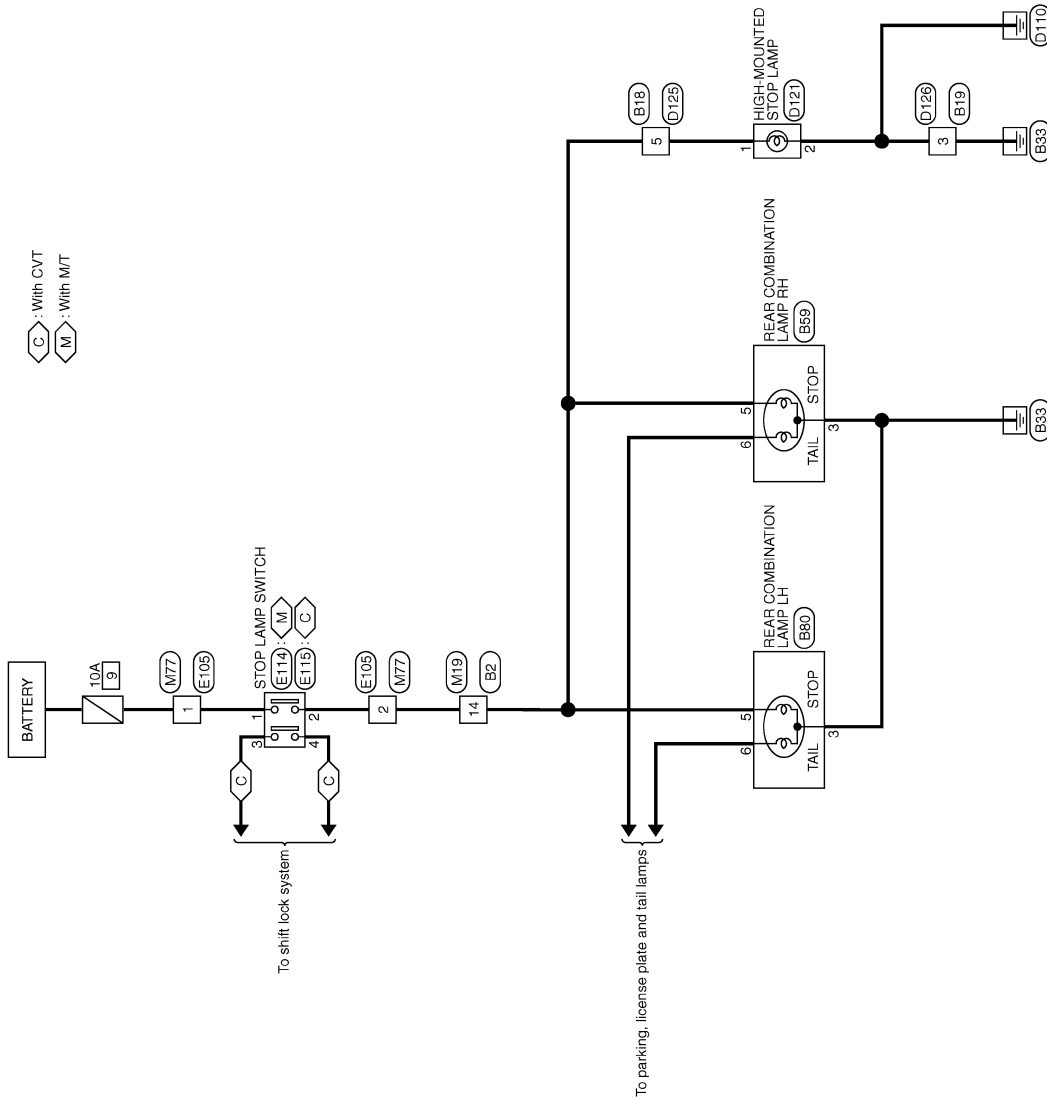 C : With CVT
M : With M/T
BATTERY
10A
9
M77
1
E105
STOP LAMP SWITCH
E114 : M
E115 : C
1
3
2
4
C
C
To shift lock system
E105
2
M77
M19
14
B2
B18
5
D125
HIGH-MOUNTED
STOP LAMP
D121
1
2
D126
3
B19
D110
B33
REAR COMBINATION
LAMP RH
B59
5
6
STOP
TAIL
3
B33
REAR COMBINATION
LAMP LH
B80
5
6
STOP
TAIL
3
To parking, license plate and tail lamps